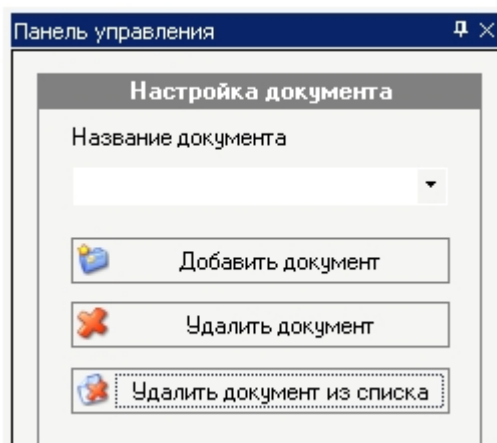 Панель управления
Настройка документа
Название документа
Добавить документ
Удалить документ
Удалить документ из списка